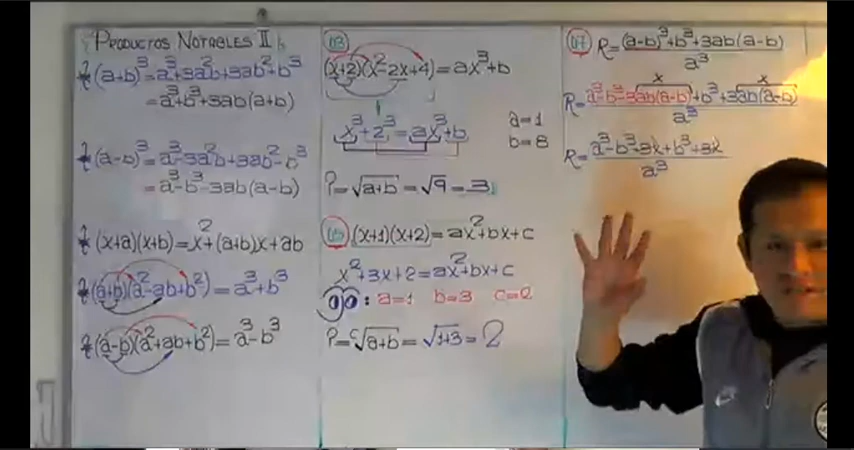 PRODUCTOS NOTABLES II
* (a+b)³ = a³+3a²b+3ab²+b³
= a³+b³+3ab(a+b)
* (a-b)³ = a³-3a²b+3ab²-b³
= a³-b³-3ab(a-b)
* (x+a)(x+b) = x²+(a+b)x+ab
* (a+b)(a²-ab+b²) = a³+b³
* (a-b)(a²+ab+b²) = a³-b³
03
(x+2)(x²-2x+4) = ax³+b
x³+2³ = ax³+b
a=1
b=8
P=√a+b = √9 = 3
05 (x+1)(x+2) = ax²+bx+c
x²+3x+2 = ax²+bx+c
: a=1 b=3 c=2
P= ᶜ√a+b = √1+3 = 2
07 R= (a-b)³+b³+3ab(a-b)
a³
x x
R= a³-b³-3ab(a-b)+b³+3ab(a-b)
a³
R= a³-b³-3x+b³+3x
a³